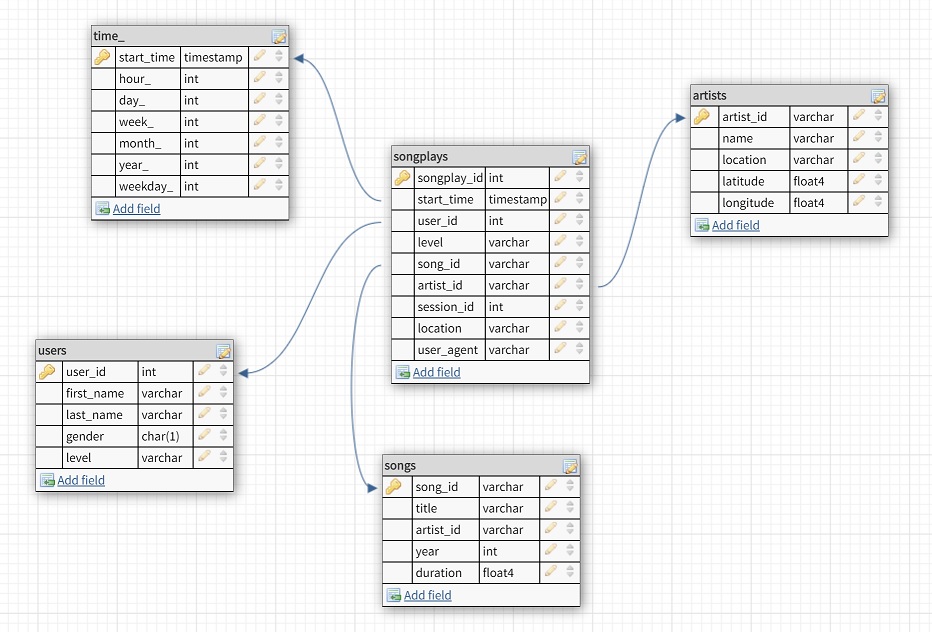 time_
start_time timestamp
hour_ int
day_ int
week_ int
month_ int
year_ int
weekday_ int
Add field
artists
artist_id varchar
name varchar
location varchar
latitude float4
longitude float4
Add field
songplays
songplay_id int
start_time timestamp
user_id int
level varchar
song_id varchar
artist_id varchar
session_id int
location varchar
user_agent varchar
Add field
users
user_id int
first_name varchar
last_name varchar
gender char(1)
level varchar
Add field
songs
song_id varchar
title varchar
artist_id varchar
year int
duration float4
Add field